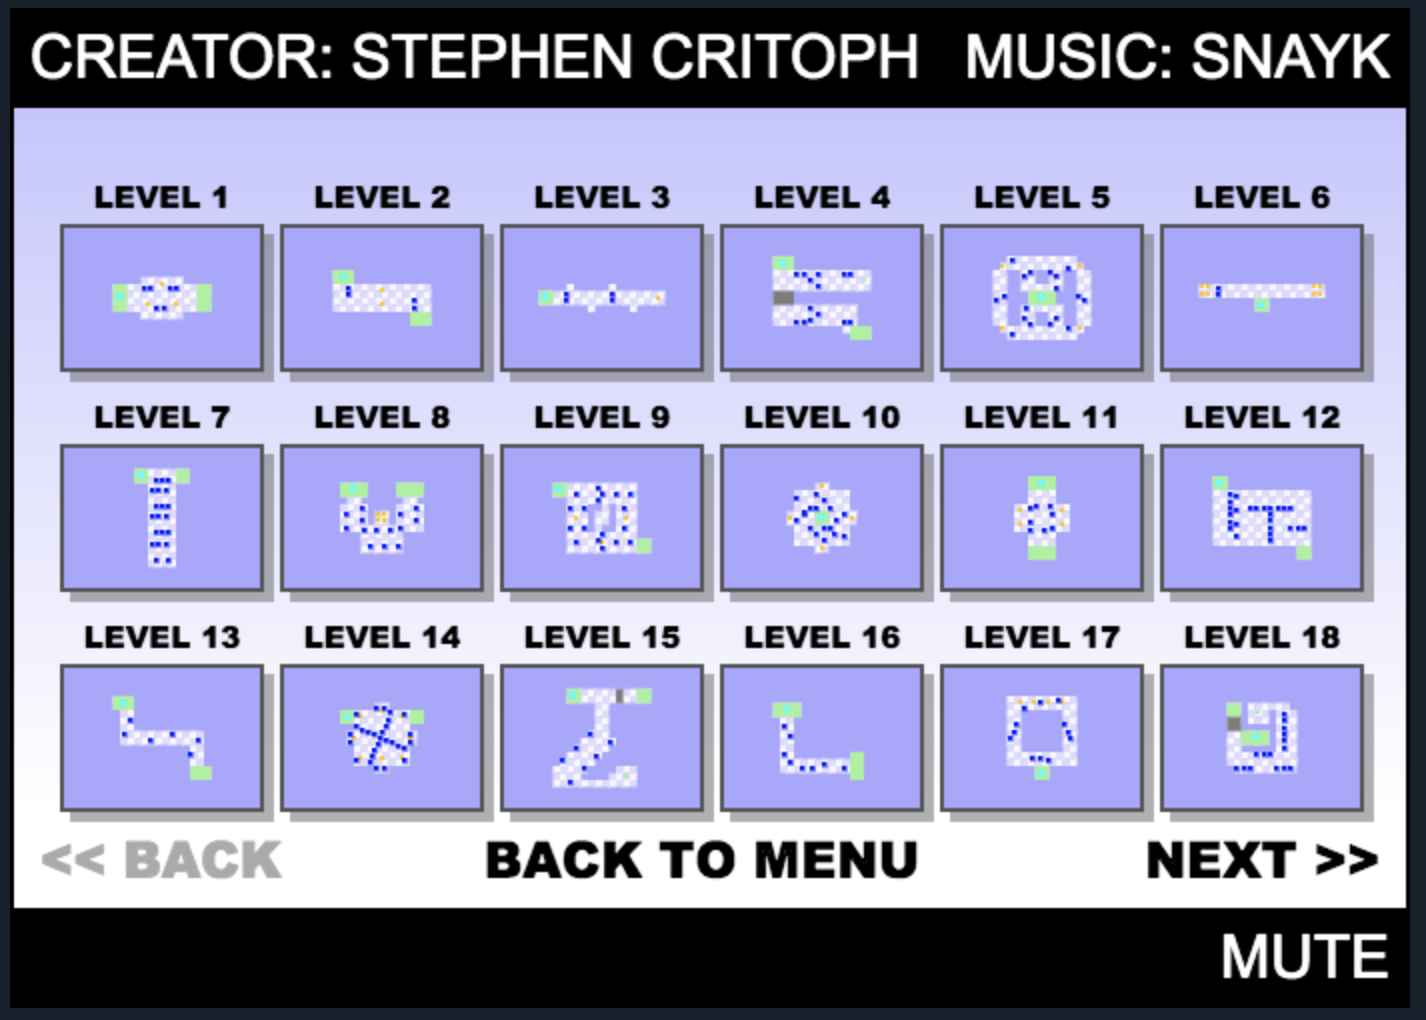 CREATOR: STEPHEN CRITOPH MUSIC: SNAYK
LEVEL 1 LEVEL 2 LEVEL 3 LEVEL 4 LEVEL 5 LEVEL 6
LEVEL 7 LEVEL 8 LEVEL 9 LEVEL 10 LEVEL 11 LEVEL 12
LEVEL 13 LEVEL 14 LEVEL 15 LEVEL 16 LEVEL 17 LEVEL 18
<< BACK BACK TO MENU NEXT >>
MUTE